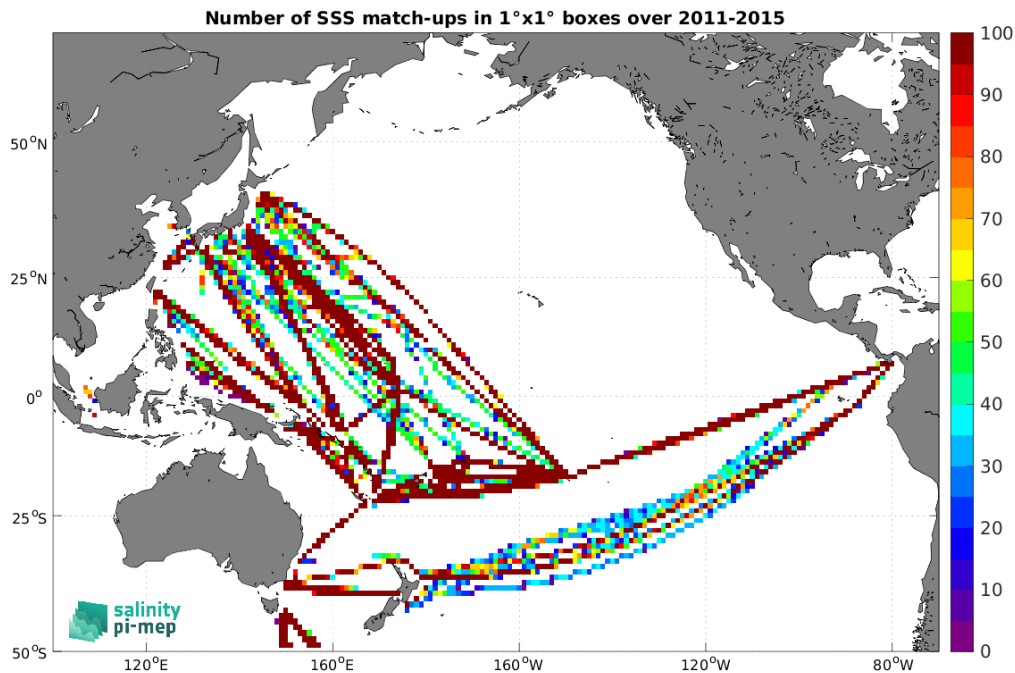 Number of SSS match-ups in 1°x1° boxes over 2011-2015
100
90
80
70
60
50
40
30
20
10
0
50°N
25°N
0°
25°S
50°S
120°E
160°E
160°W
120°W
80°W
salinity
pi-mep